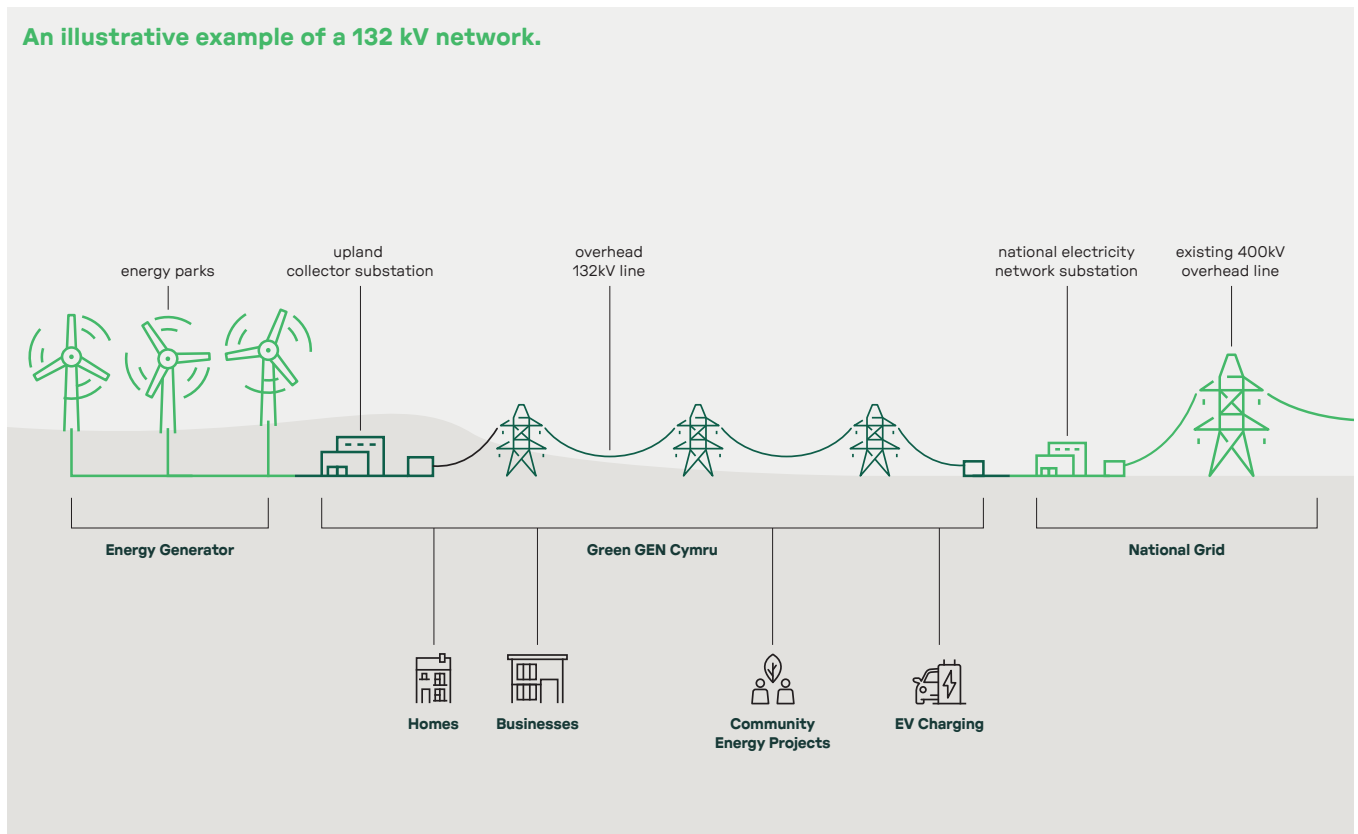 An illustrative example of a 132 kV network.
energy parks
upland
collector substation
overhead
132kV line
national electricity
network substation
existing 400kV
overhead line
Energy Generator
Green GEN Cymru
National Grid
Homes
Businesses
Community
Energy Projects
EV Charging